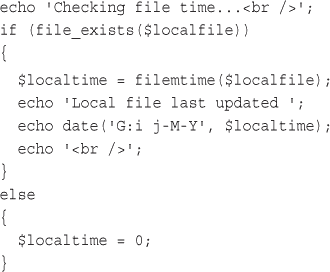 echo 'Checking file time...<br />';
if (file_exists($localfile))
{
  $localtime = filemtime($localfile);
  echo 'Local file last updated ';
  echo date('G:i j-M-Y', $localtime);
  echo '<br />';
}
else
{
  $localtime = 0;
}